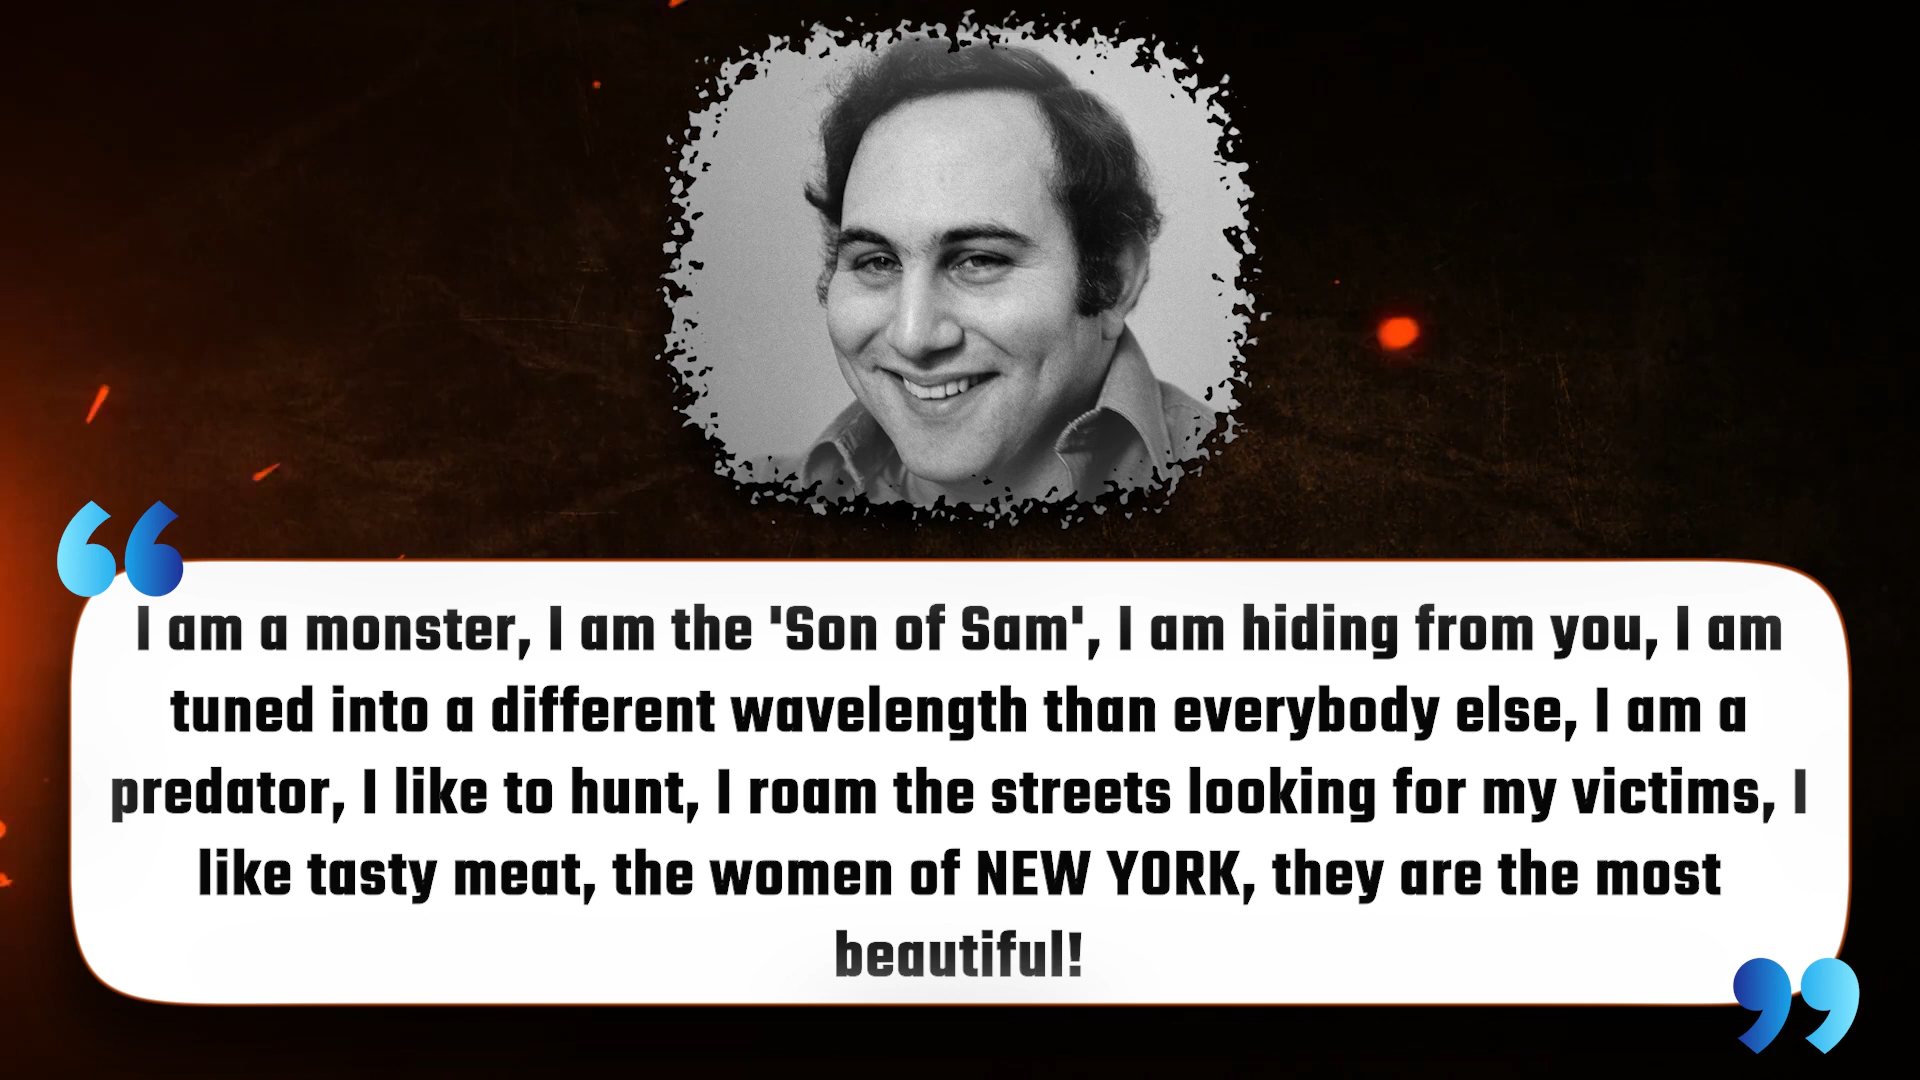 I am a monster, I am the 'Son of Sam', I am hiding from you, I am
tuned into a different wavelength than everybody else, I am a
predator, I like to hunt, I roam the streets looking for my victims, I
like tasty meat, the women of NEW YORK, they are the most
beautiful!